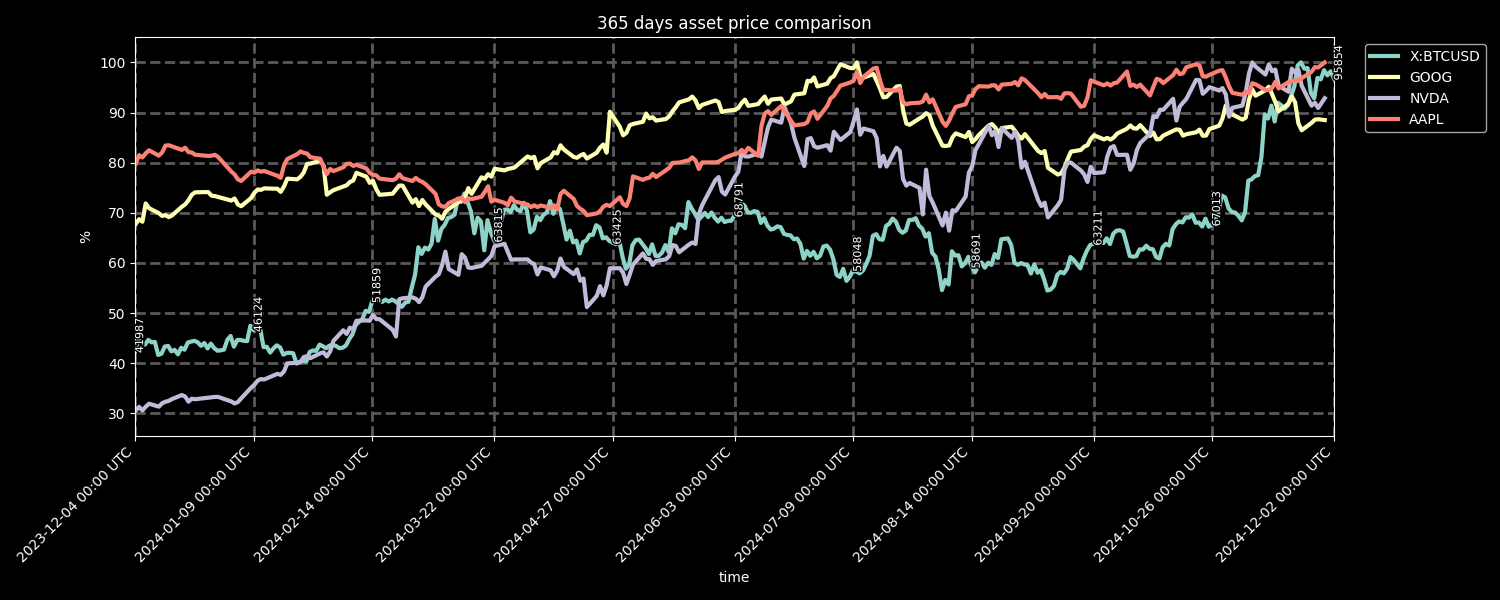 365 days asset price comparison
%
100
90
80
70
60
50
40
30
41987
46124
51859
63815
63425
68791
58048
58691
63211
67013
95854
X:BTCUSD
GOOG
NVDA
AAPL
2023-12-04 00:00 UTC
2024-01-09 00:00 UTC
2024-02-14 00:00 UTC
2024-03-22 00:00 UTC
2024-04-27 00:00 UTC
2024-06-03 00:00 UTC
2024-07-09 00:00 UTC
2024-08-14 00:00 UTC
2024-09-20 00:00 UTC
2024-10-26 00:00 UTC
2024-12-02 00:00 UTC
time